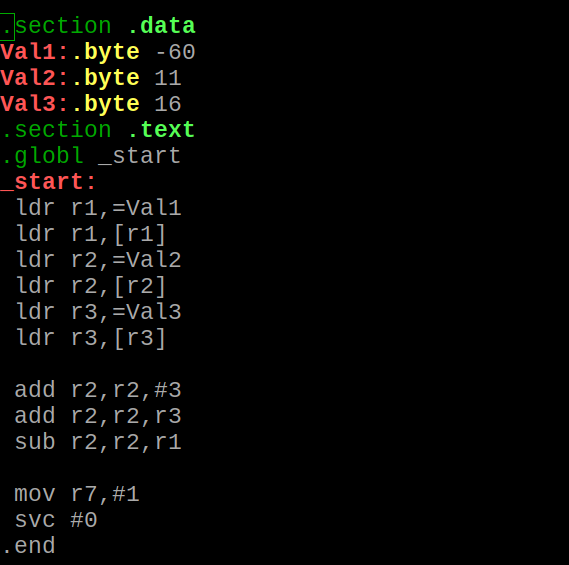 .section .data
Val1:.byte -60
Val2:.byte 11
Val3:.byte 16
.section .text
.globl _start
_start:
 ldr r1,=Val1
 ldr r1,[r1]
 ldr r2,=Val2
 ldr r2,[r2]
 ldr r3,=Val3
 ldr r3,[r3]

 add r2,r2,#3
 add r2,r2,r3
 sub r2,r2,r1

 mov r7,#1
 svc #0
.end